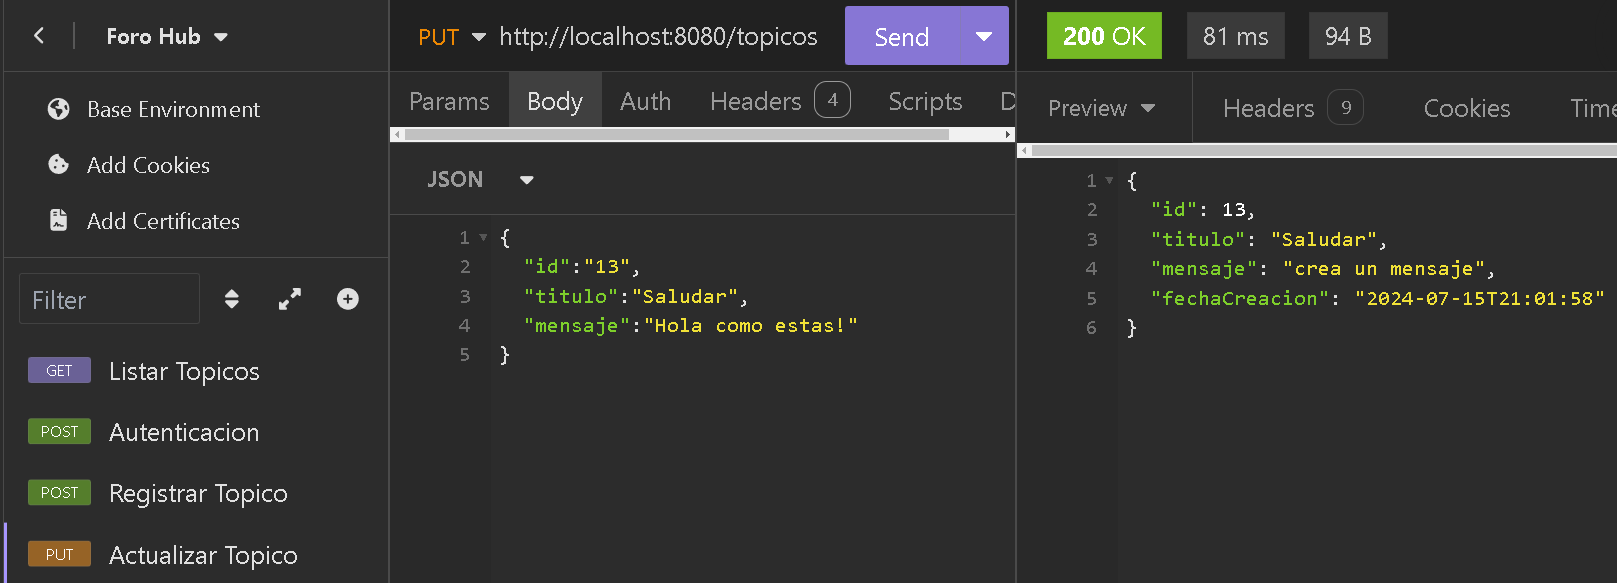 Foro Hub
Base Environment
Add Cookies
Add Certificates
Filter
GET Listar Topicos
POST Autenticacion
POST Registrar Topico
PUT Actualizar Topico
PUT http://localhost:8080/topicos Send
Params Body Auth Headers 4 Scripts D
JSON
1 {
2 "id":"13",
3 "titulo":"Saludar",
4 "mensaje":"Hola como estas!"
5 }
200 OK 81 ms 94 B
Preview Headers 9 Cookies Time
1 {
2 "id": 13,
3 "titulo": "Saludar",
4 "mensaje": "crea un mensaje",
5 "fechaCreacion": "2024-07-15T21:01:58"
6 }